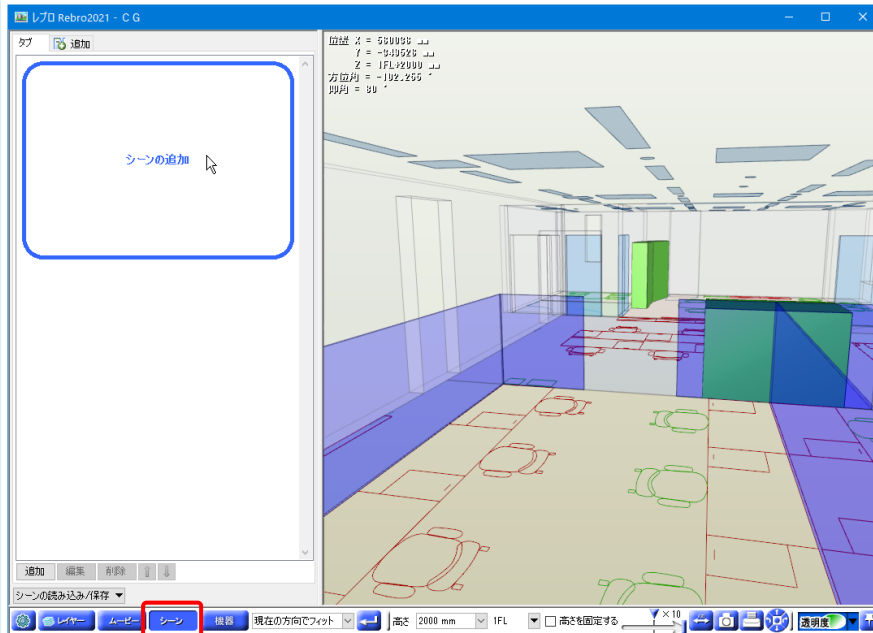 レブロ Rebro2021 - CG
タブ 追加
シーンの追加
位置 X = 580088 mm
Z = 1FL+2000 mm
方位角 = -102.255 °
仰角 = 80 °
追加 編集 削除
シーンの読み込み/保存
レイヤー ムービー シーン 機器 現在の方向でフィット 高さ 2000 mm 1FL 高さを固定する ×10 透明度